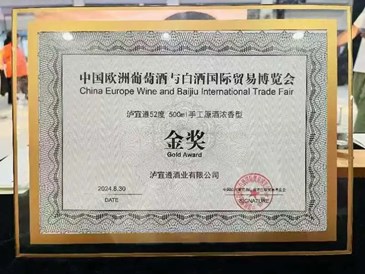 中国欧洲葡萄酒与白酒国际贸易博览会
China Europe Wine and Baijiu International Trade Fair
泸宜遵52度 500ml手工原酒浓香型
金奖
Gold Award
泸宜遵酒业有限公司
2024.8.30
DATE
SIGNATURE